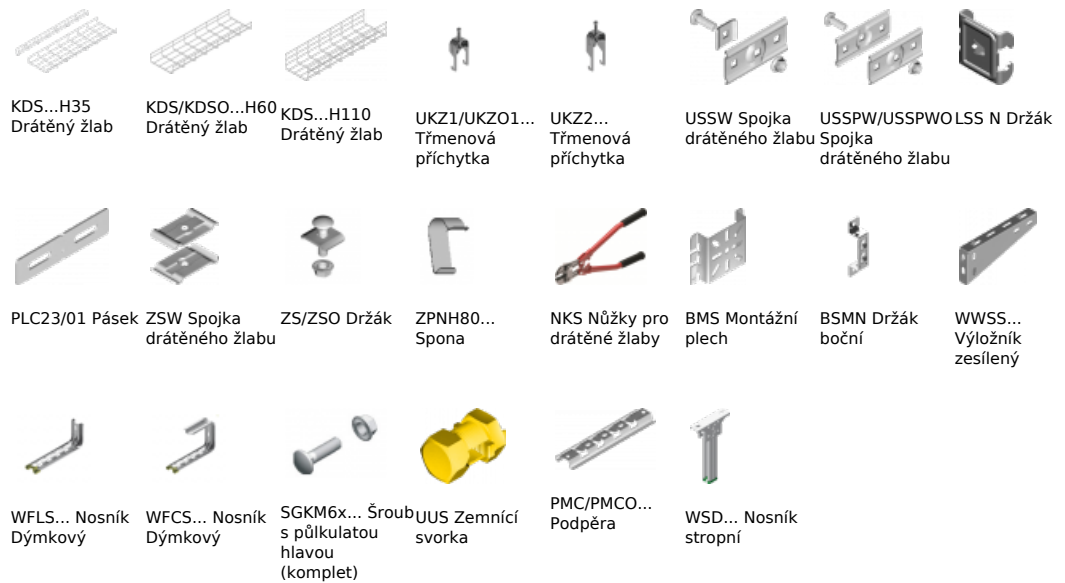 KDS...H35
Drátěný žlab
KDS/KDSO...H60
Drátěný žlab
KDS...H110
Drátěný žlab
UKZ1/UKZO1...
Třmenová
příchytka
UKZ2...
Třmenová
příchytka
USSW Spojka
drátěného žlabu
USSPW/USSPWO
Spojka
drátěného žlabu
LSS N Držák
PLC23/01 Pásek
ZSW Spojka
drátěného žlabu
ZS/ZSO Držák
ZPNH80...
Spona
NKS Nůžky pro
drátěné žlaby
BMS Montážní
plech
BSMN Držák
boční
WWSS...
Výložník
zesílený
WFLS... Nosník
Dýmkový
WFCS... Nosník
Dýmkový
SGKM6x... Šroub
s půlkulatou
hlavou
(komplet)
UUS Zemnící
svorka
PMC/PMCO...
Podpěra
WSD... Nosník
stropní